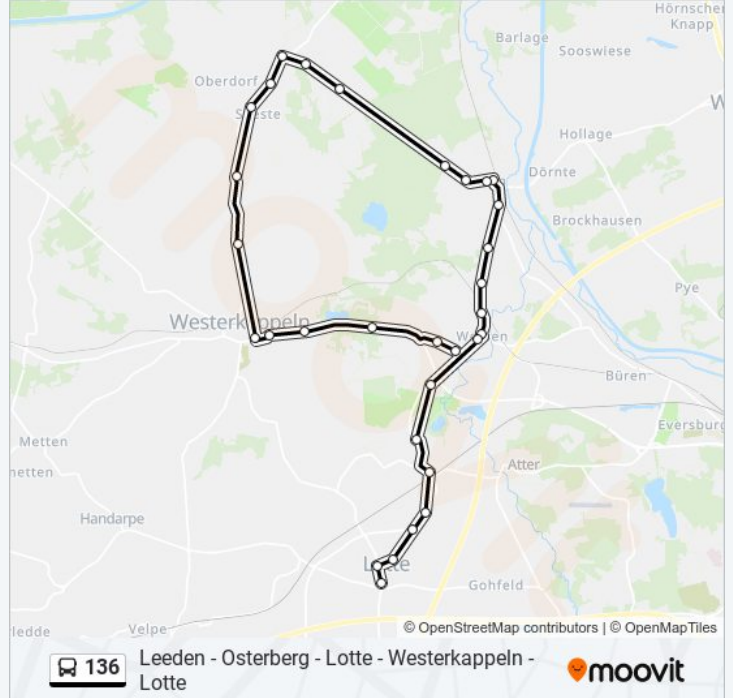 Hörnschen
Knapp
Barlage
Sooswiese
Oberdorf
Seeste
Hollage
Dörnte
Brockhausen
Pye
Westerkappeln
Büren
Metten
Eversburg
Atter
Handarpe
Lotte
Gohfeld
Velpe
© OpenStreetMap contributors | © OpenMapTiles
136
Leeden - Osterberg - Lotte - Westerkappeln -
Lotte
moovit